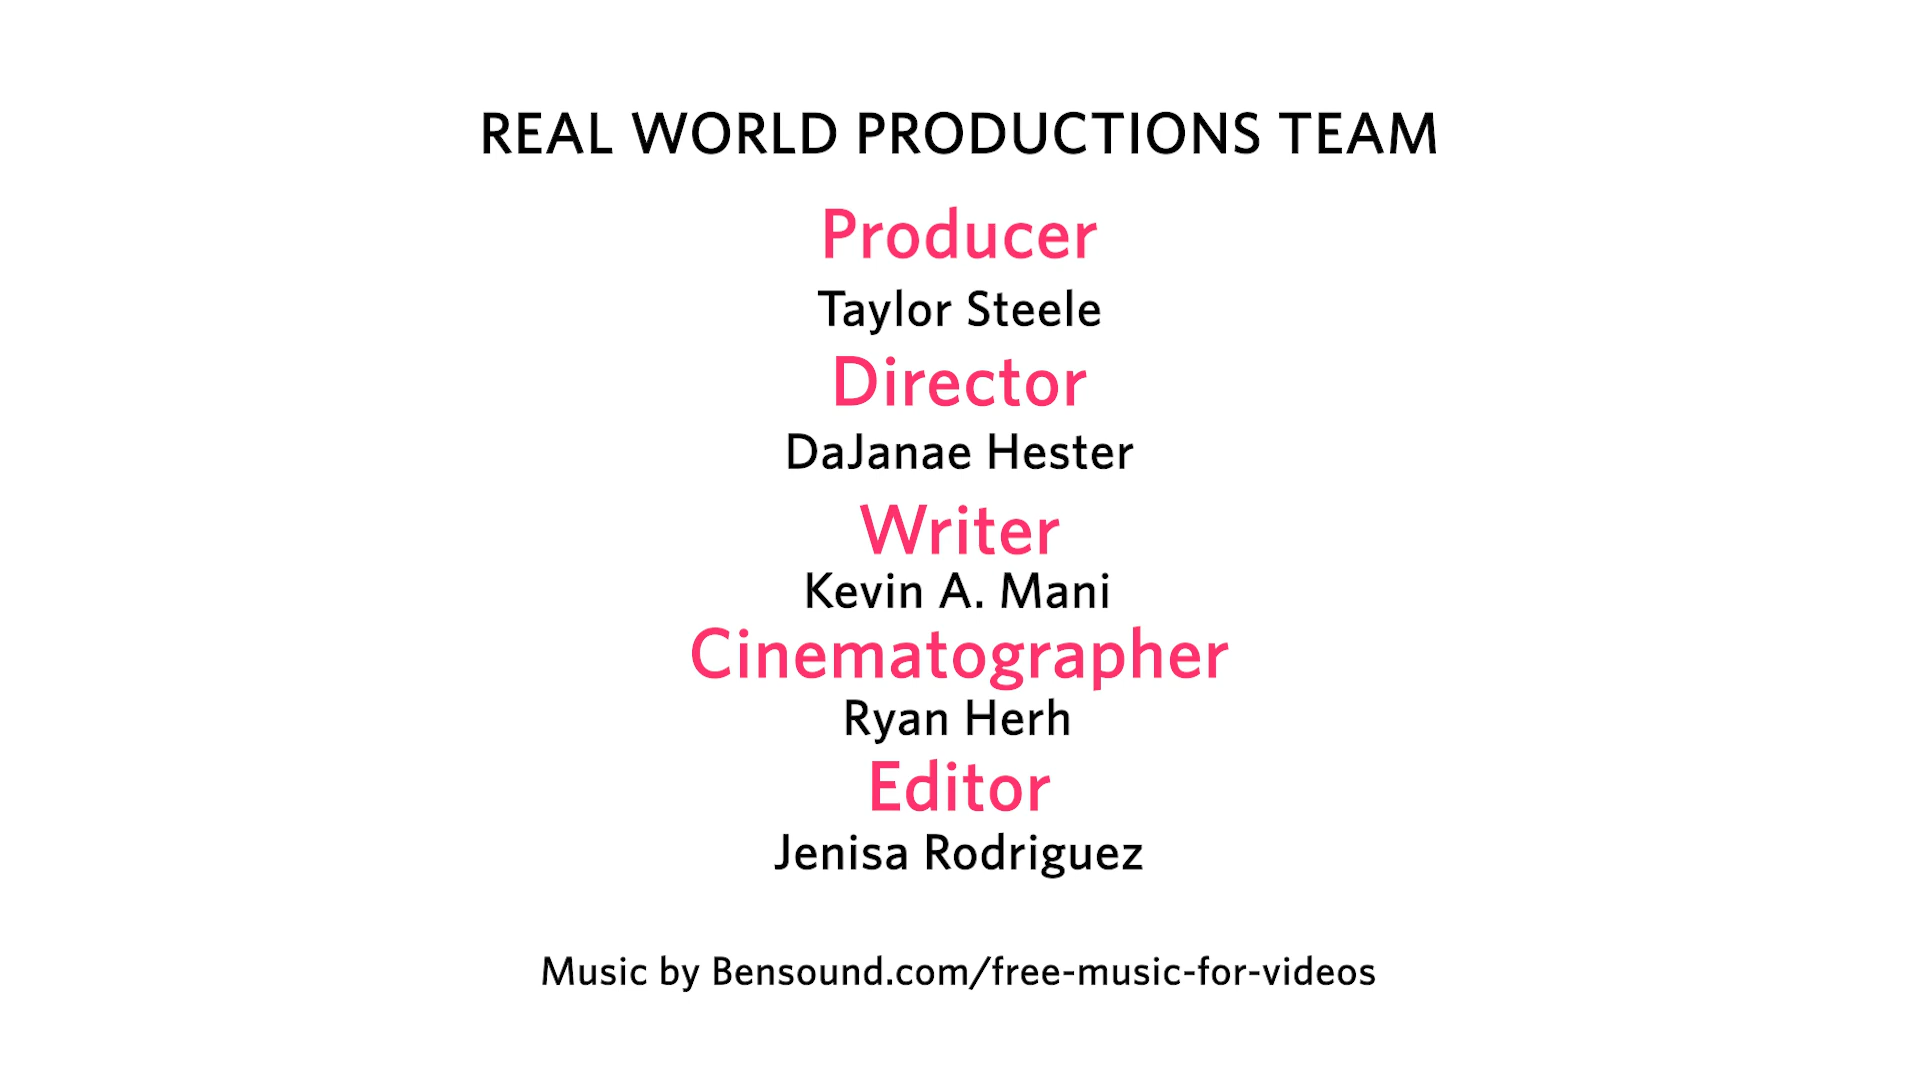 REAL WORLD PRODUCTIONS TEAM
Producer
Taylor Steele
Director
DaJanae Hester
Writer
Kevin A. Mani
Cinematographer
Ryan Herh
Editor
Jenisa Rodriguez
Music by Bensound.com/free-music-for-videos